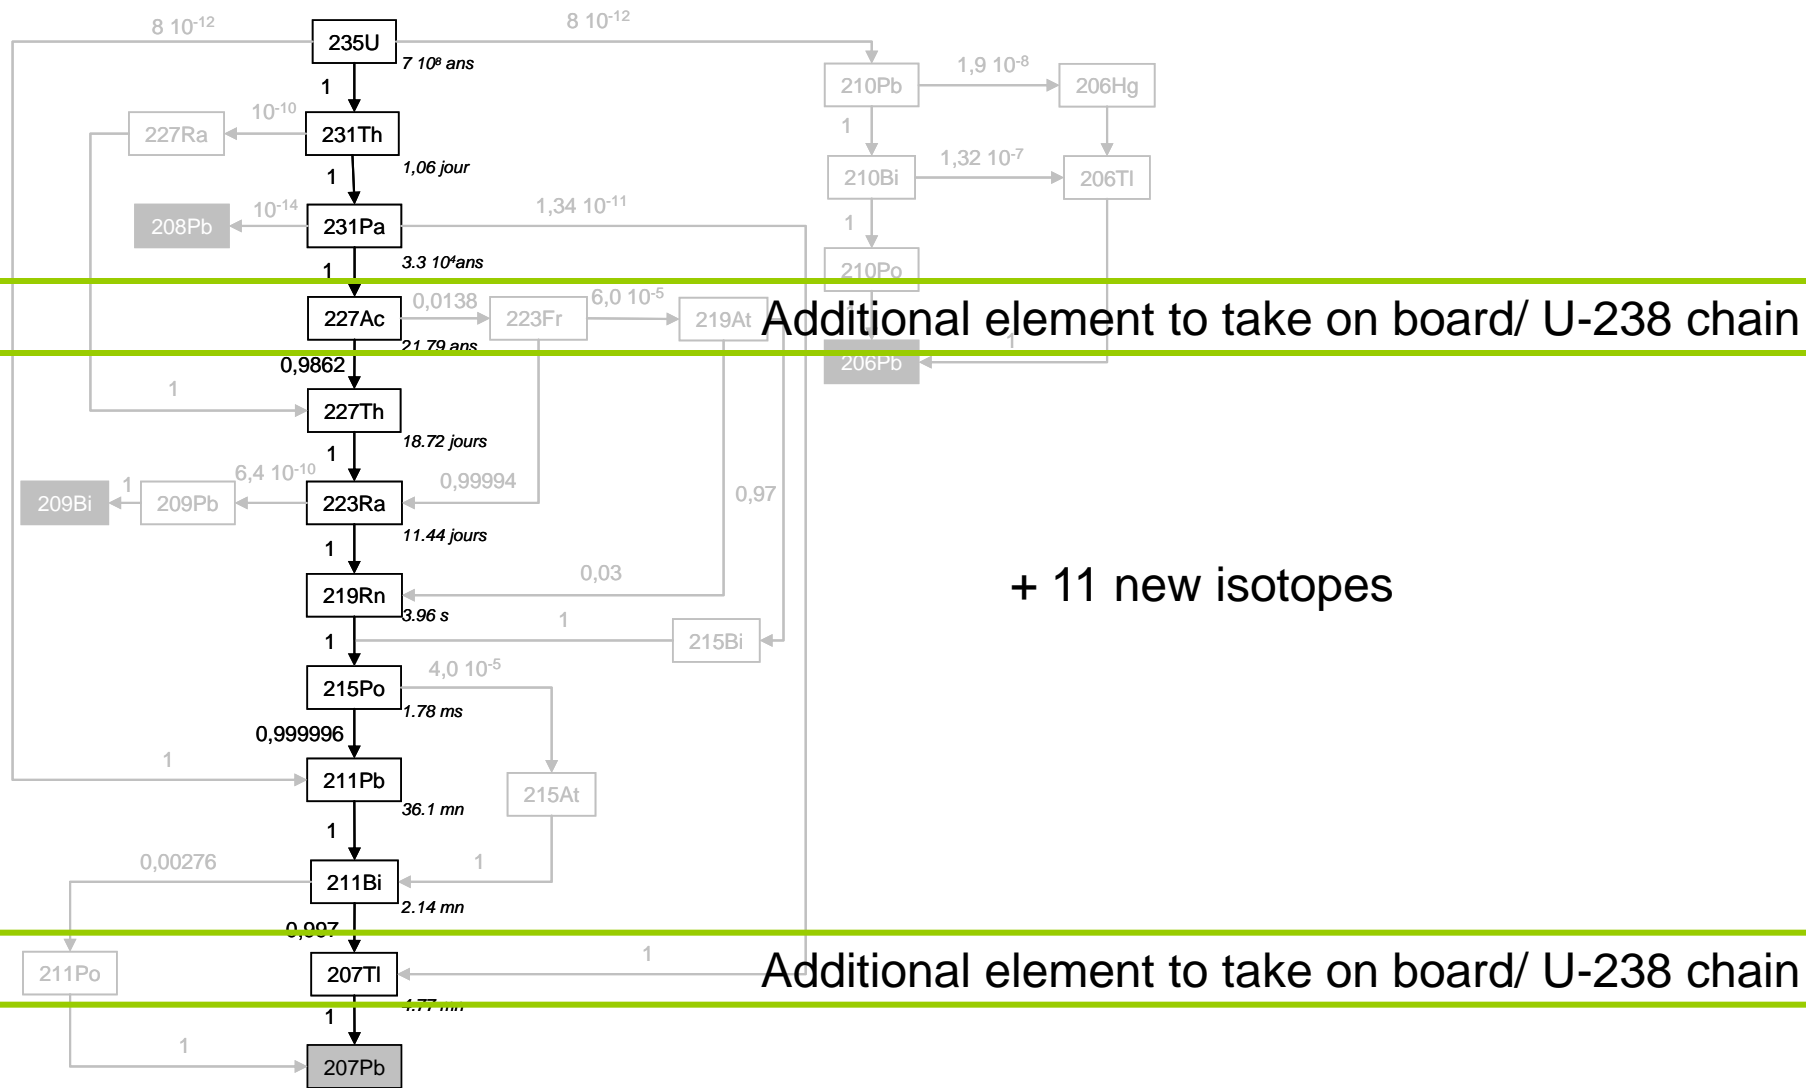 8 10⁻¹²
8 10⁻¹²
235U
7 10⁸ ans
210Pb
1,9 10⁻⁸
206Hg
1
10⁻¹⁰
227Ra
231Th
1
1,06 jour
210Bi
1,32 10⁻⁷
206Tl
1
208Pb
10⁻¹⁴
231Pa
1,34 10⁻¹¹
1
3.3 10⁴ans
210Po
1
227Ac
0,0138
223Fr
6,0 10⁻⁵
219At
Additional element to take on board/ U-238 chain
21.79 ans
1
206Pb
0,9862
1
227Th
18.72 jours
1
6,4 10⁻¹⁰
0,99994
209Bi
1
209Pb
223Ra
0,97
11.44 jours
1
0,03
+ 11 new isotopes
219Rn
3.96 s
1
1
215Bi
4,0 10⁻⁵
215Po
1.78 ms
0,999996
1
211Pb
215At
36.1 mn
1
0,00276
1
211Bi
2.14 mn
0,997
211Po
207Tl
1
Additional element to take on board/ U-238 chain
4.77 mn
1
1
207Pb